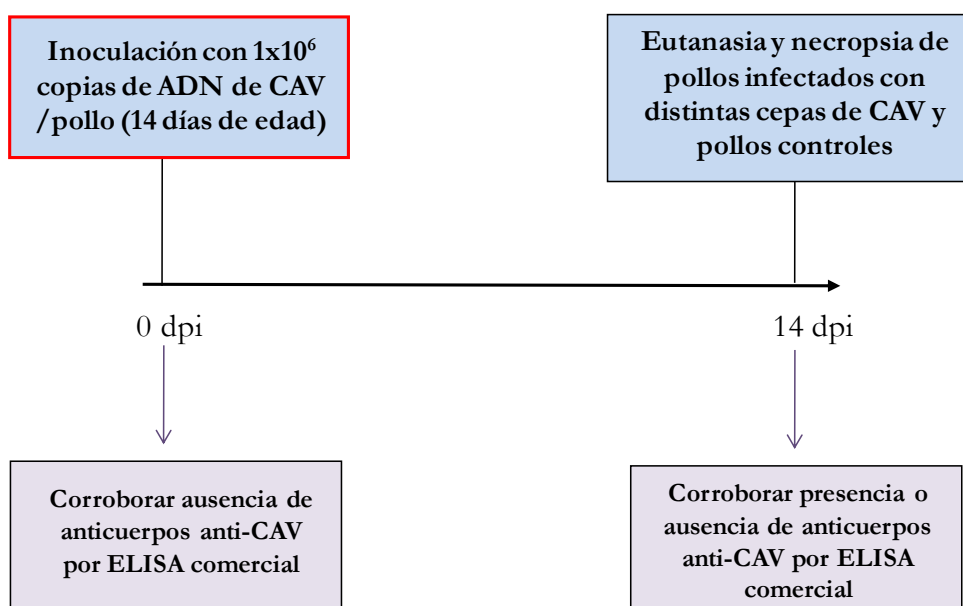 Inoculación con 1x10⁶
copias de ADN de CAV
/pollo (14 días de edad)
Eutanasia y necropsia de
pollos infectados con
distintas cepas de CAV y
pollos controles
0 dpi
14 dpi
Corroborar ausencia de
anticuerpos anti-CAV
por ELISA comercial
Corroborar presencia o
ausencia de anticuerpos
anti-CAV por ELISA
comercial